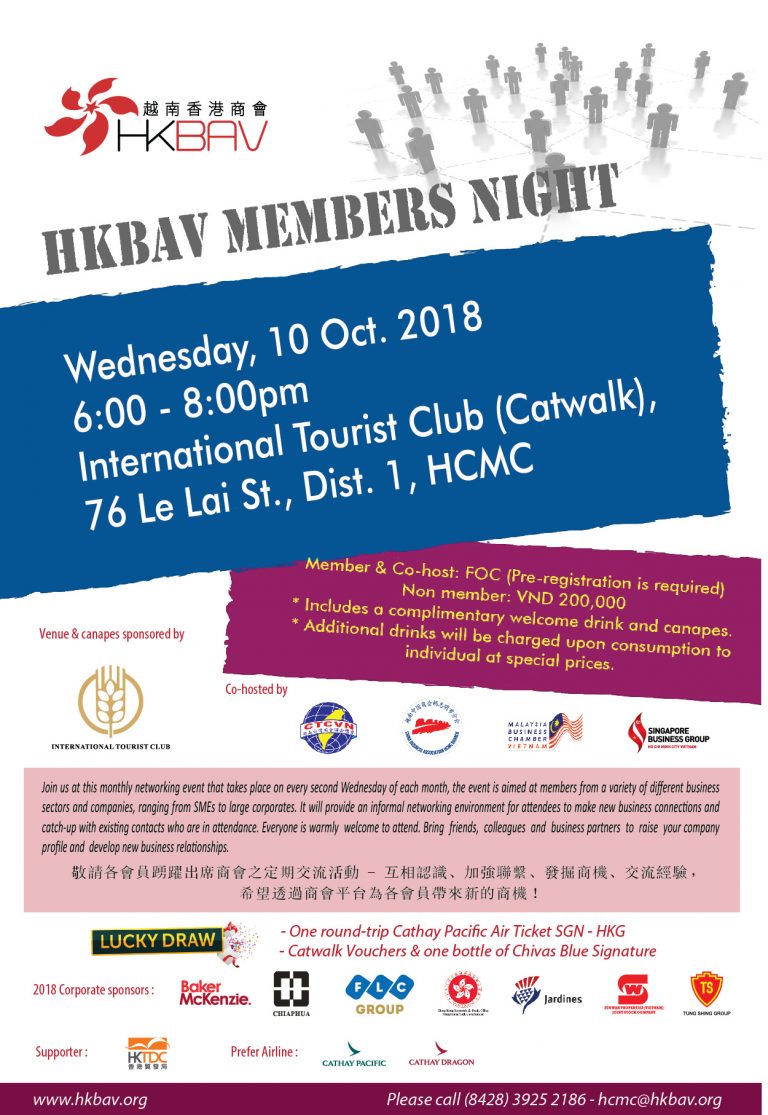 越南香港商會
HKBAV
HKBAV MEMBERS NIGHT
Wednesday, 10 Oct. 2018
6:00 - 8:00pm
International Tourist Club (Catwalk),
76 Le Lai St., Dist. 1, HCMC
Member & Co-host: FOC (Pre-registration is required)
Non member: VND 200,000
* Includes a complimentary welcome drink and canapes.
* Additional drinks will be charged upon consumption to
individual at special prices.
Venue & canapes sponsored by
INTERNATIONAL TOURIST CLUB
Co-hosted by
CTCVN
MALAYSIA
BUSINESS
CHAMBER
VIETNAM
SINGAPORE
BUSINESS GROUP
HO CHI MINH CITY VIETNAM
Join us at this monthly networking event that takes place on every second Wednesday of each month, the event is aimed at members from a variety of different business
sectors and companies, ranging from SMEs to large corporates. It will provide an informal networking environment for attendees to make new business connections and
catch-up with existing contacts who are in attendance. Everyone is warmly welcome to attend. Bring friends, colleagues and business partners to raise your company
profile and develop new business relationships.
敬請各會員踴躍出席商會之定期交流活動 – 互相認識、加強聯繫、發掘商機、交流經驗，
希望透過商會平台為各會員帶來新的商機！
LUCKY DRAW
- One round-trip Cathay Pacific Air Ticket SGN - HKG
- Catwalk Vouchers & one bottle of Chivas Blue Signature
2018 Corporate sponsors :
Baker
McKenzie.
CHIAPHUA
FLC
GROUP
Jardines
SUNWAH PROPERTIES (VIETNAM)
JOINT STOCK COMPANY
TS
TUNG SHING GROUP
Supporter :
HKTDC
香港貿發局
Prefer Airline :
CATHAY PACIFIC
CATHAY DRAGON
www.hkbav.org
Please call (8428) 3925 2186 - hcmc@hkbav.org